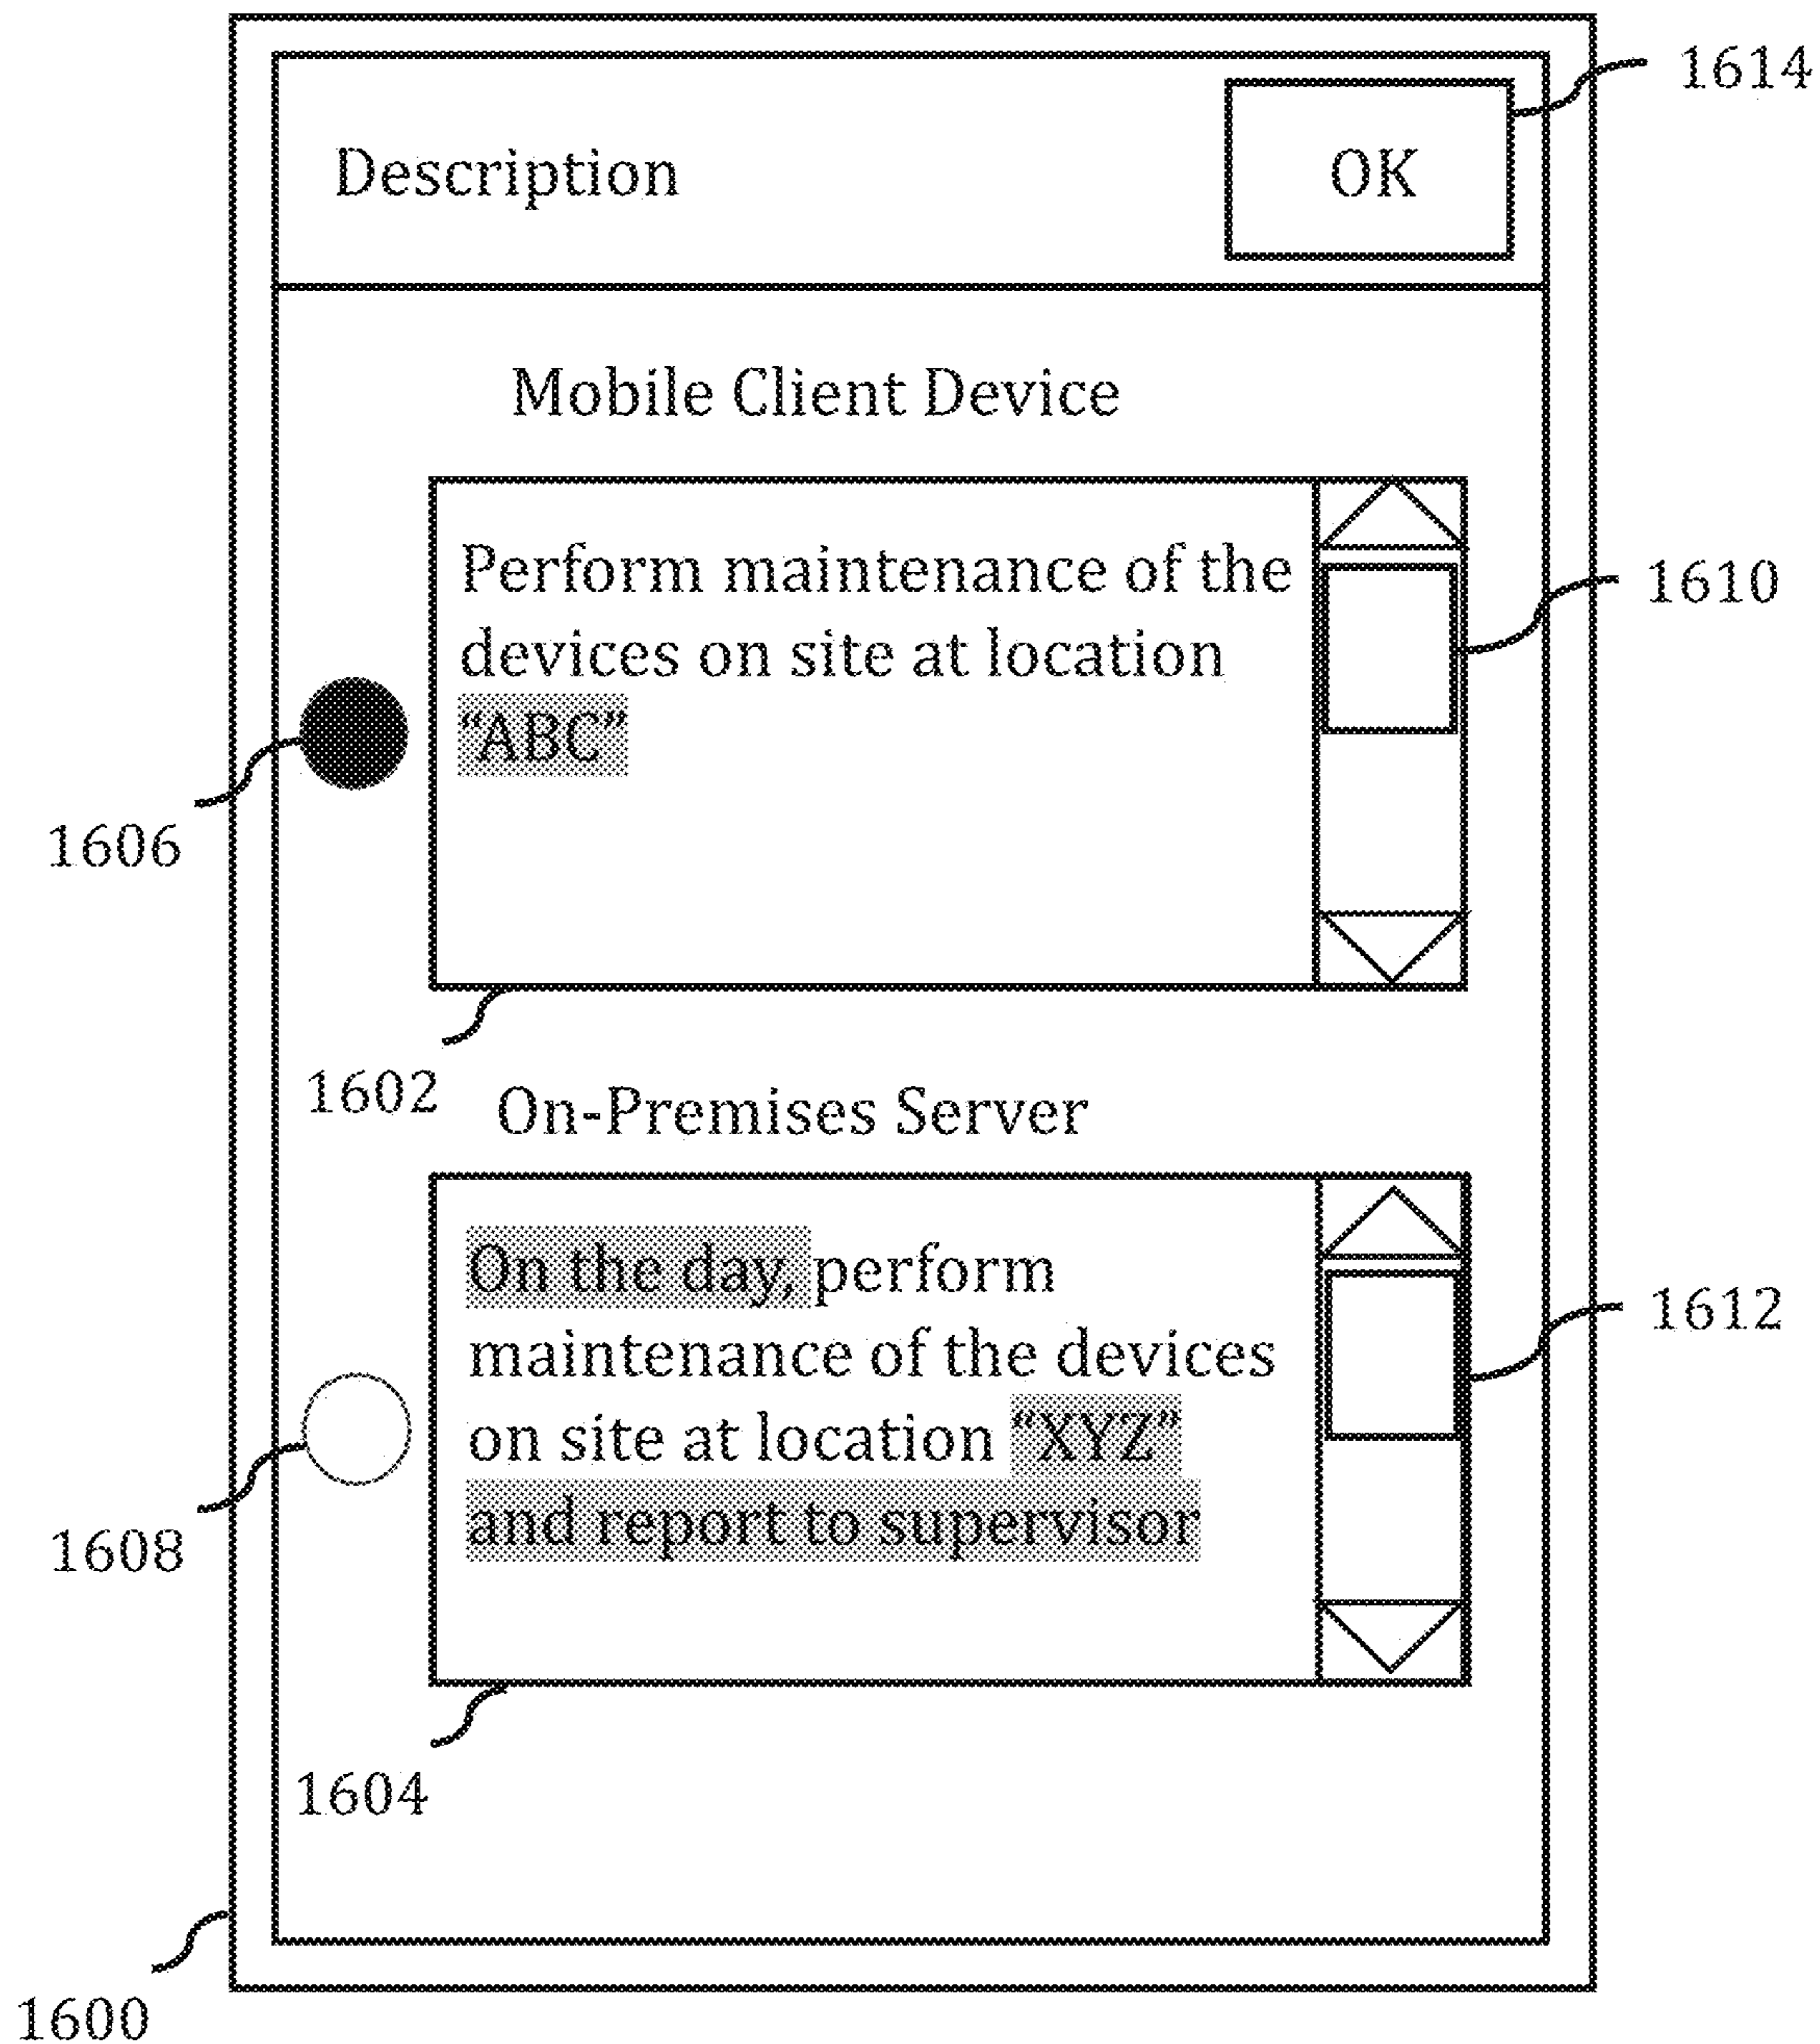 1614
Description
OK
Mobile Client Device
Perform maintenance of the
1610
devices on site at location
“ABC”
1606
1602
On-Premises Server
On the day, perform
1612
maintenance of the devices
on site at location “XYZ”
and report to supervisor
1608
1604
1600